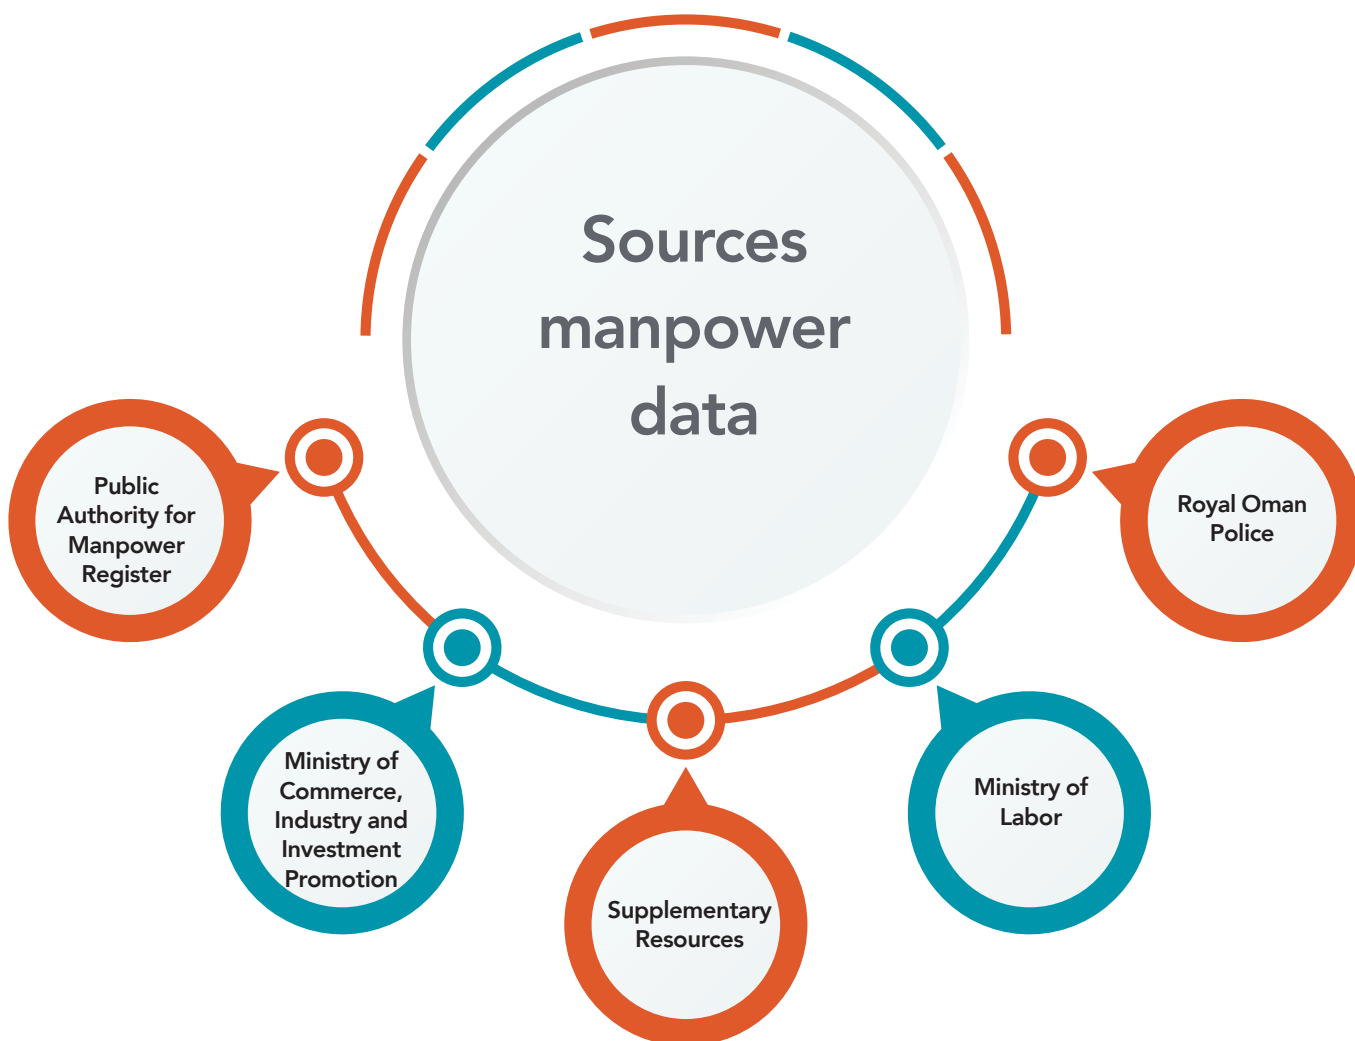 Sources
manpower
data
Public
Authority for
Manpower
Register
Ministry of
Commerce,
Industry and
Investment
Promotion
Supplementary
Resources
Ministry of
Labor
Royal Oman
Police